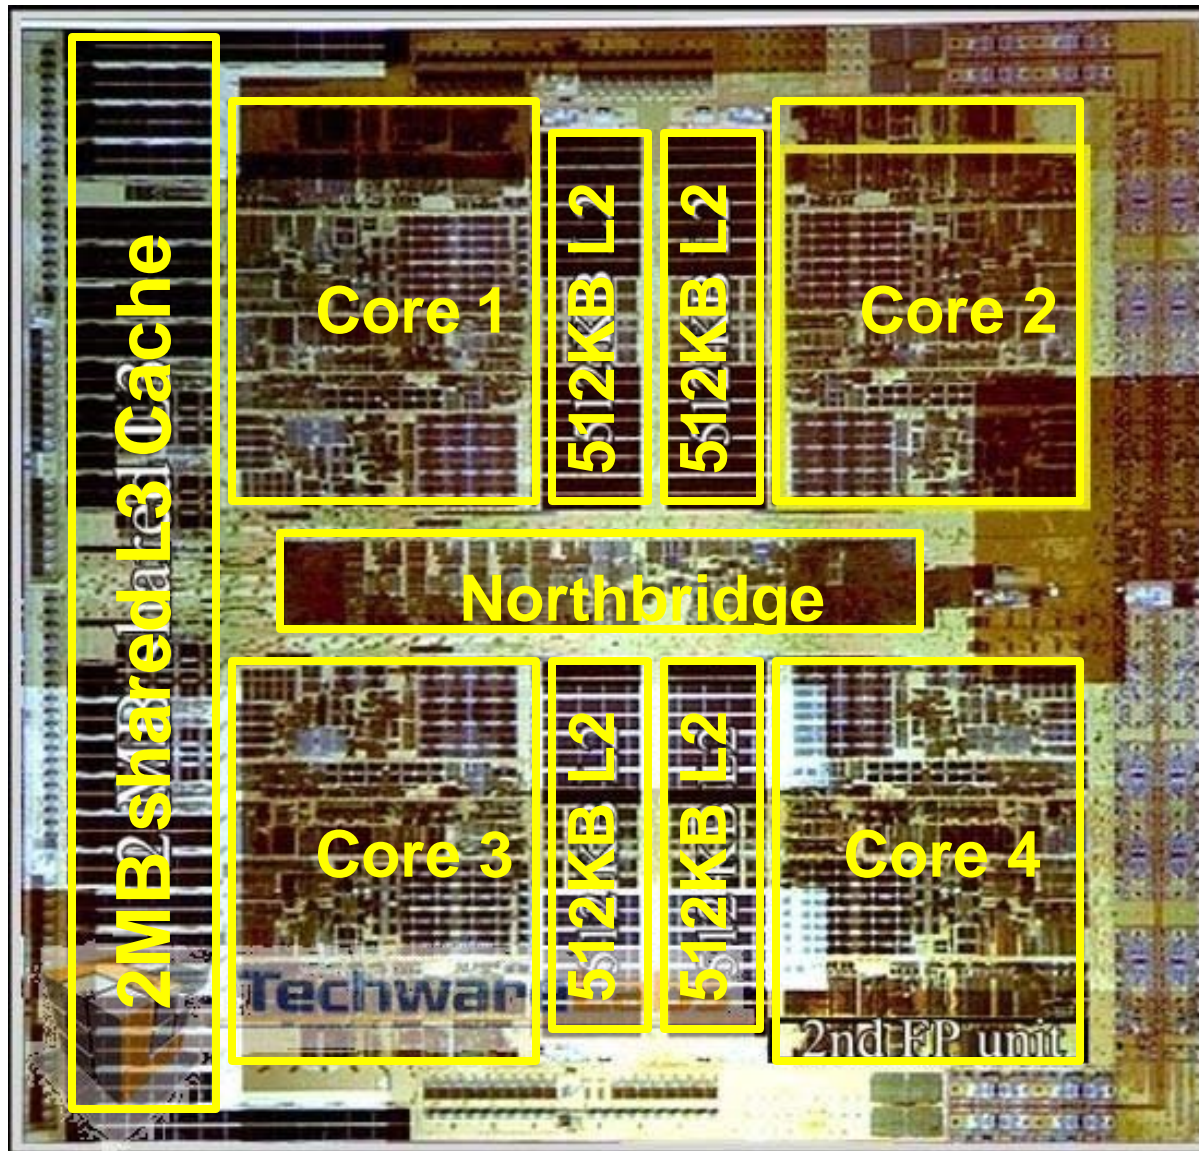 2MB shared L3 Cache
Core 1
512KB L2
512KB L2
Core 2
Northbridge
Core 3
512KB L2
512KB L2
Core 4
Techware
2nd FP unit